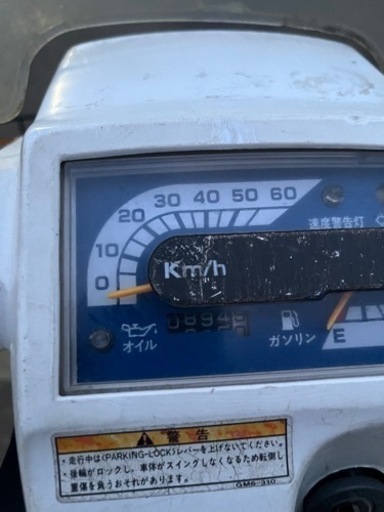 0 10 20 30 40 50 60
速度警告灯
Km/h
オイル
ガソリン
E
警告
・走行中は〈PARKING-LOCK〉レバーを上げないでください。
・後輪がロックし、車体がスイングしなくなるため転倒し
重傷を負うおそれがあります。
GM6-310